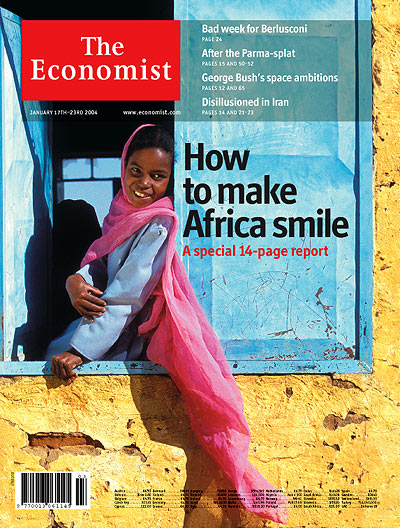 The
Economist
JANUARY 17TH–23RD 2004
www.economist.com
Bad week for Berlusconi
PAGE 24
After the Parma-splat
PAGES 15 AND 50-52
George Bush's space ambitions
PAGES 12 AND 65
Disillusioned in Iran
PAGES 14 AND 21-23
How
to make
Africa smile
A special 14-page report